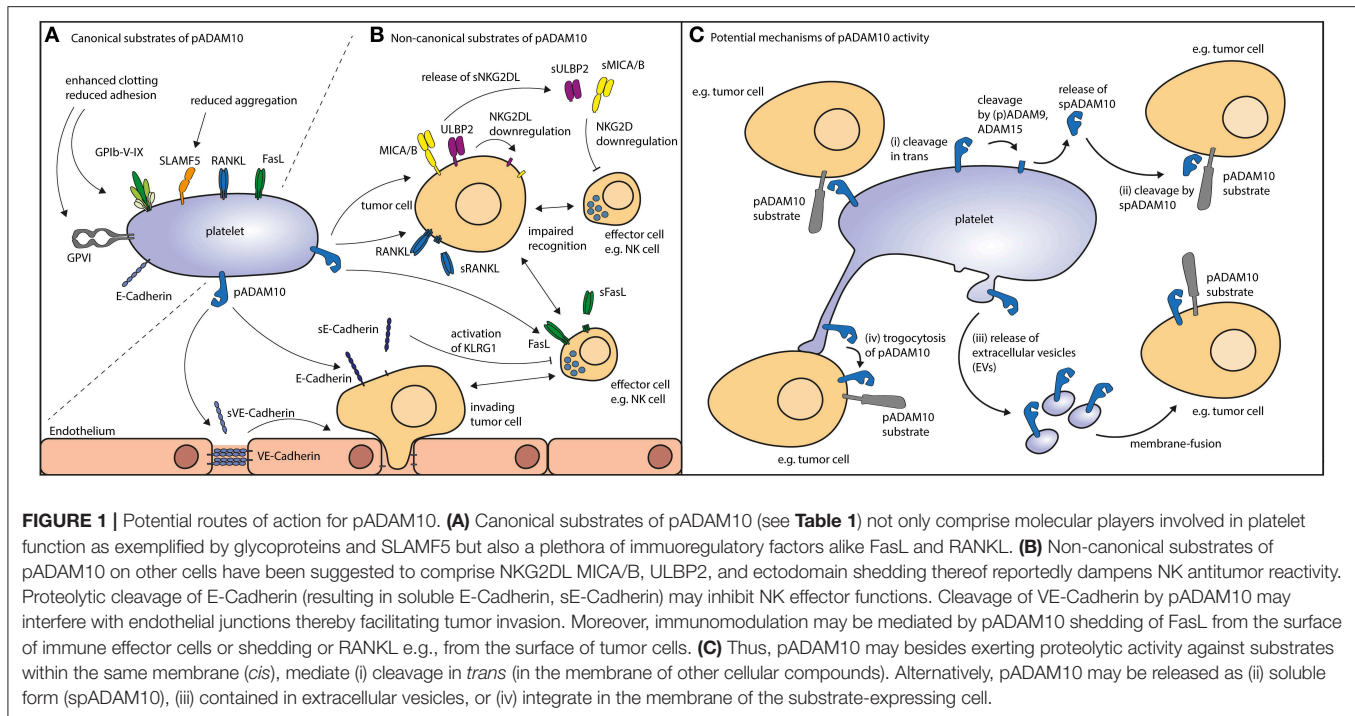 A Canonical substrates of pADAM10
enhanced clotting
reduced adhesion
reduced aggregation
GPIb-V-IX
SLAMF5
RANKL
FasL
platelet
GPVI
E-Cadherin
pADAM10
Endothelium
B Non-canonical substrates of pADAM10
release of sNKG2DL
sULBP2
sMICA/B
NKG2DL
downregulation
NKG2D
downregulation
ULBP2
MICA/B
tumor cell
RANKL
sRANKL
impaired
recognition
effector cell
e.g. NK cell
sFasL
FasL
sE-Cadherin
activation
of KLRG1
E-Cadherin
effector cell
e.g. NK cell
sVE-Cadherin
invading
tumor cell
VE-Cadherin
C Potential mechanisms of pADAM10 activity
e.g. tumor cell
(i) cleavage
in trans
cleavage
by (p)ADAM9,
ADAM15
release of
spADAM10
e.g. tumor cell
pADAM10
substrate
(ii) cleavage by
spADAM10
pADAM10
substrate
platelet
(iv) trogocytosis
of pADAM10
(iii) release of
extracellular vesicles
(EVs)
pADAM10
substrate
e.g. tumor cell
pADAM10
substrate
e.g. tumor cell
membrane-fusion
FIGURE 1 | Potential routes of action for pADAM10. (A) Canonical substrates of pADAM10 (see Table 1) not only comprise molecular players involved in platelet
function as exemplified by glycoproteins and SLAMF5 but also a plethora of immuoregulatory factors alike FasL and RANKL. (B) Non-canonical substrates of
pADAM10 on other cells have been suggested to comprise NKG2DL MICA/B, ULBP2, and ectodomain shedding thereof reportedly dampens NK antitumor reactivity.
Proteolytic cleavage of E-Cadherin (resulting in soluble E-Cadherin, sE-Cadherin) may inhibit NK effector functions. Cleavage of VE-Cadherin by pADAM10 may
interfere with endothelial junctions thereby facilitating tumor invasion. Moreover, immunomodulation may be mediated by pADAM10 shedding of FasL from the surface
of immune effector cells or shedding or RANKL e.g., from the surface of tumor cells. (C) Thus, pADAM10 may besides exerting proteolytic activity against substrates
within the same membrane (cis), mediate (i) cleavage in trans (in the membrane of other cellular compounds). Alternatively, pADAM10 may be released as (ii) soluble
form (spADAM10), (iii) contained in extracellular vesicles, or (iv) integrate in the membrane of the substrate-expressing cell.